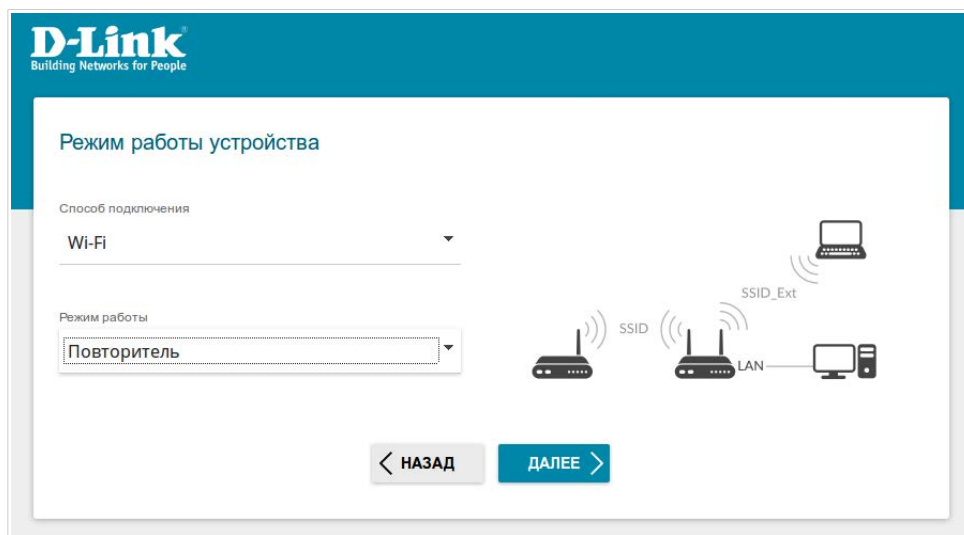 D-Link
Building Networks for People
Режим работы устройства
Способ подключения
Wi-Fi
Режим работы
Повторитель
SSID
SSID_Ext
LAN
НАЗАД
ДАЛЕЕ